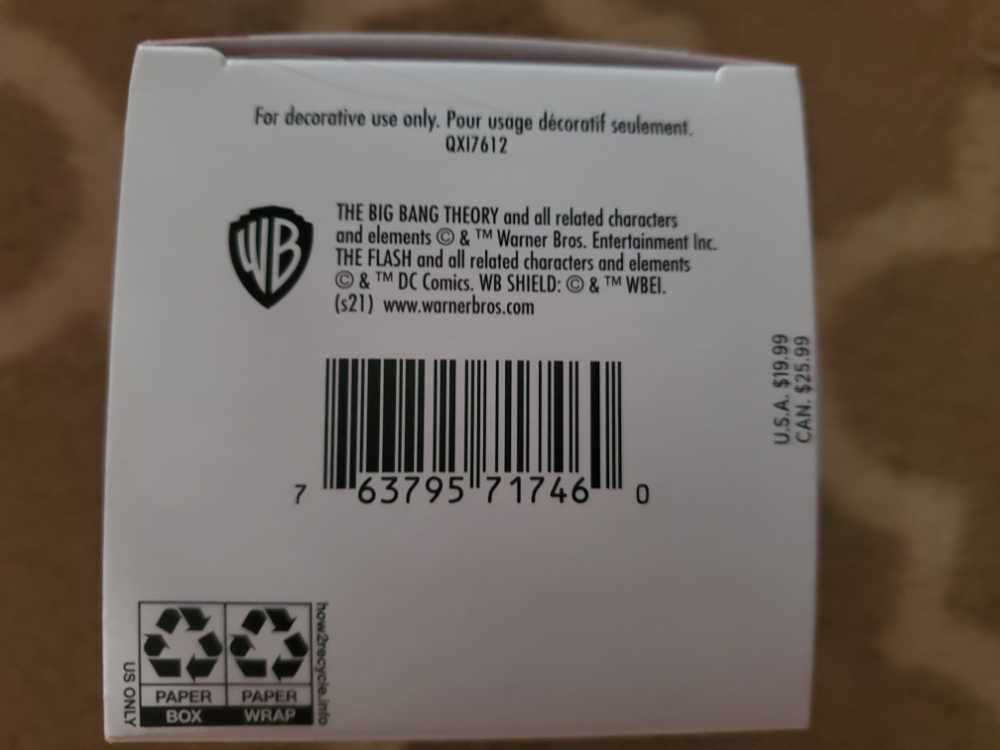 For decorative use only. Pour usage décoratif seulement.
QXI7612
WB
THE BIG BANG THEORY and all related characters
and elements © & ™ Warner Bros. Entertainment Inc.
THE FLASH and all related characters and elements
© & ™ DC Comics. WB SHIELD: © & ™ WBEI.
(s21) www.warnerbros.com
U.S.A. $19.99
CAN. $25.99
7 63795 71746 0
US ONLY
PAPER
BOX
PAPER
WRAP
how2recycle.info